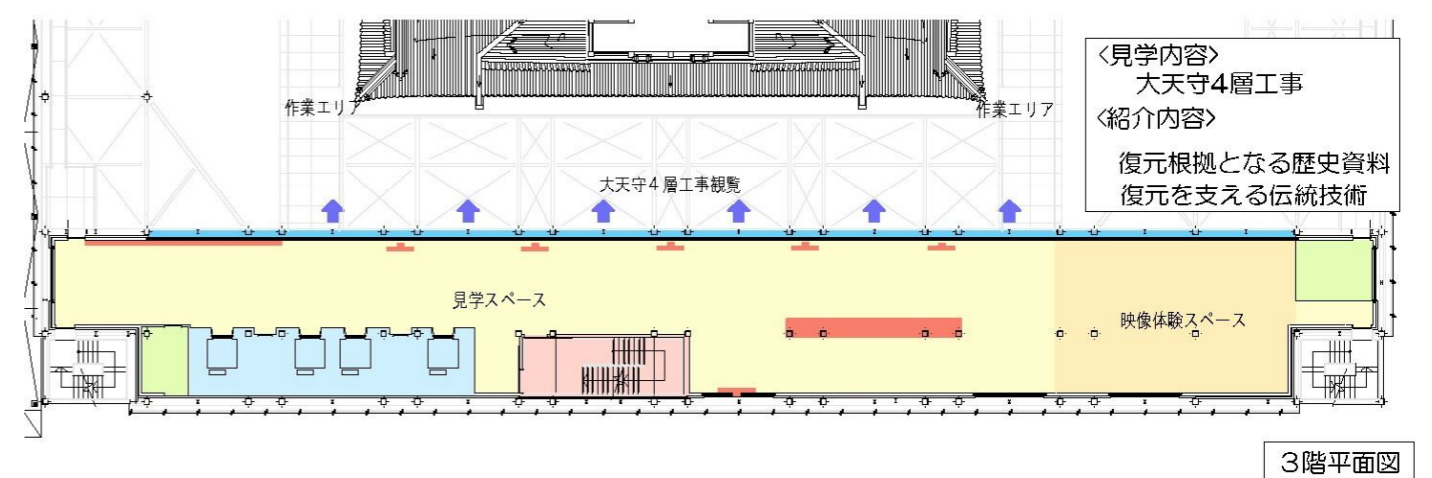 〈見学内容〉
大天守4層工事
〈紹介内容〉
復元根拠となる歴史資料
復元を支える伝統技術
作業エリア
作業エリア
大天守4層工事観覧
見学スペース
映像体験スペース
3階平面図